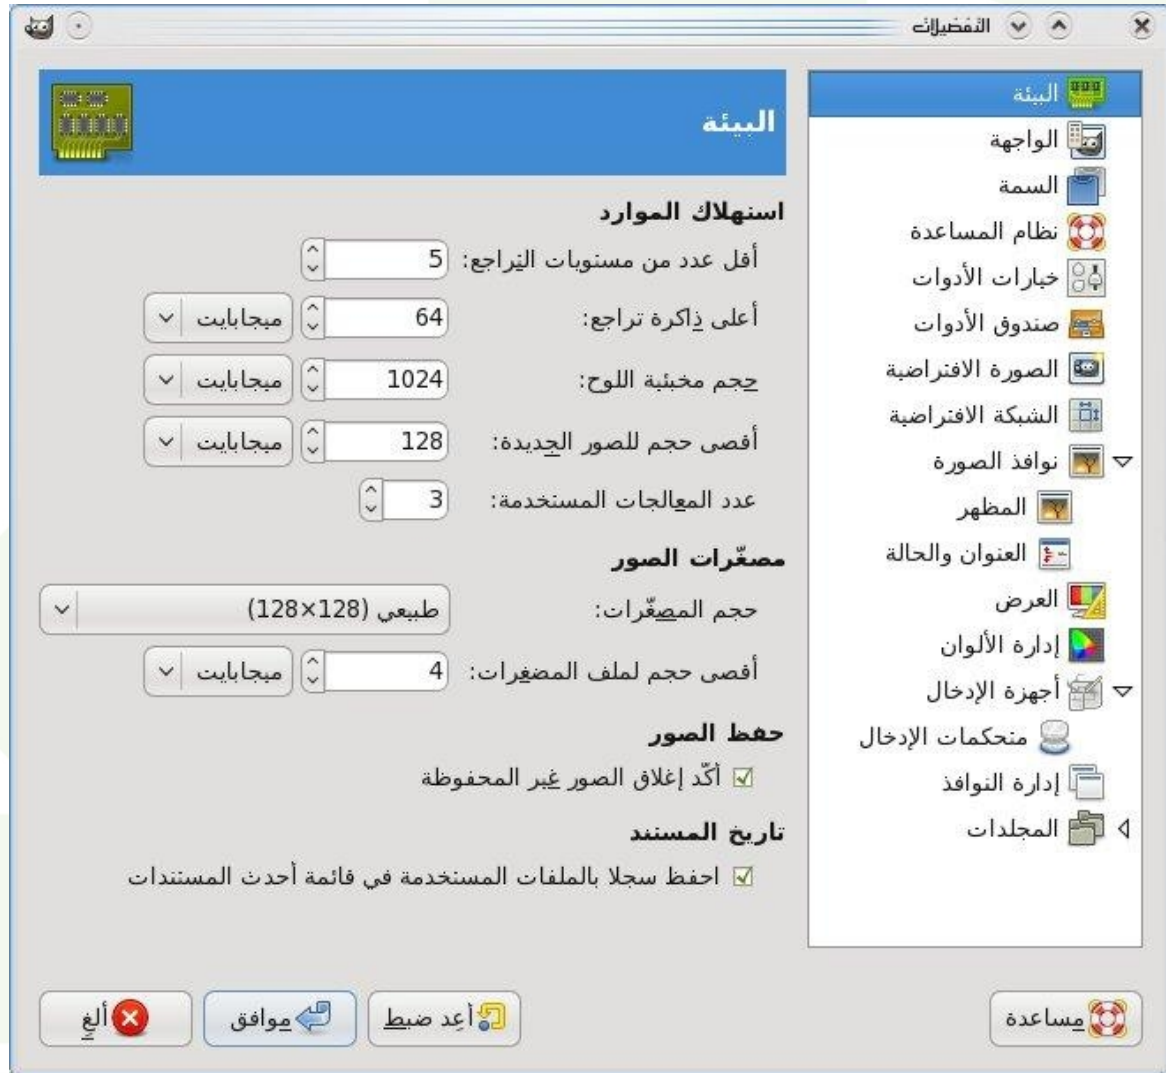 التفضيلات
البيئة
الواجهة
السمة
نظام المساعدة
خيارات الأدوات
صندوق الأدوات
الصورة الافتراضية
الشبكة الافتراضية
نوافذ الصورة
المظهر
العنوان والحالة
العرض
إدارة الألوان
أجهزة الإدخال
متحكمات الإدخال
إدارة النوافذ
المجلدات
البيئة
استهلاك الموارد
أقل عدد من مستويات التراجع: 5
أعلى ذاكرة تراجع: 64 ميجابايت
حجم مخبئية اللوح: 1024 ميجابايت
أقصى حجم للصور الجديدة: 128 ميجابايت
عدد المعالجات المستخدمة: 3
مصغّرات الصور
حجم المصغّرات: طبيعي (128×128)
أقصى حجم لملف المضغرات: 4 ميجابايت
حفظ الصور
أكّد إغلاق الصور غير المحفوظة
تاريخ المستند
احفظ سجلا بالملفات المستخدمة في قائمة أحدث المستندات
مساعدة
أعِد ضبط
موافق
ألغِ